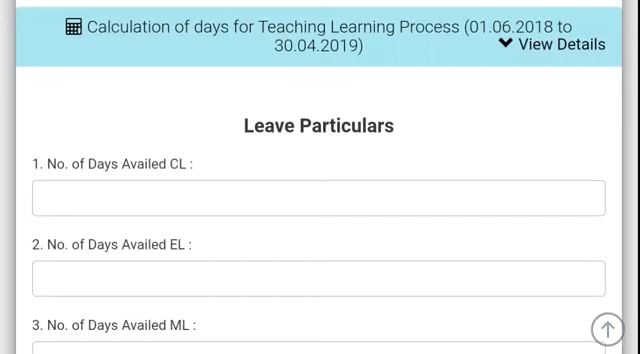 Calculation of days for Teaching Learning Process (01.06.2018 to
30.04.2019)
View Details
Leave Particulars
1. No. of Days Availed CL :
2. No. of Days Availed EL :
3. No. of Days Availed ML :